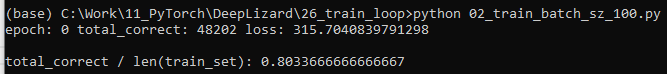 (base) C:\Work\11_PyTorch\DeepLizard\26_train_loop>python 02_train_batch_sz_100.py
epoch: 0 total_correct: 48202 loss: 315.7040839791298
total_correct / len(train_set): 0.8033666666666667